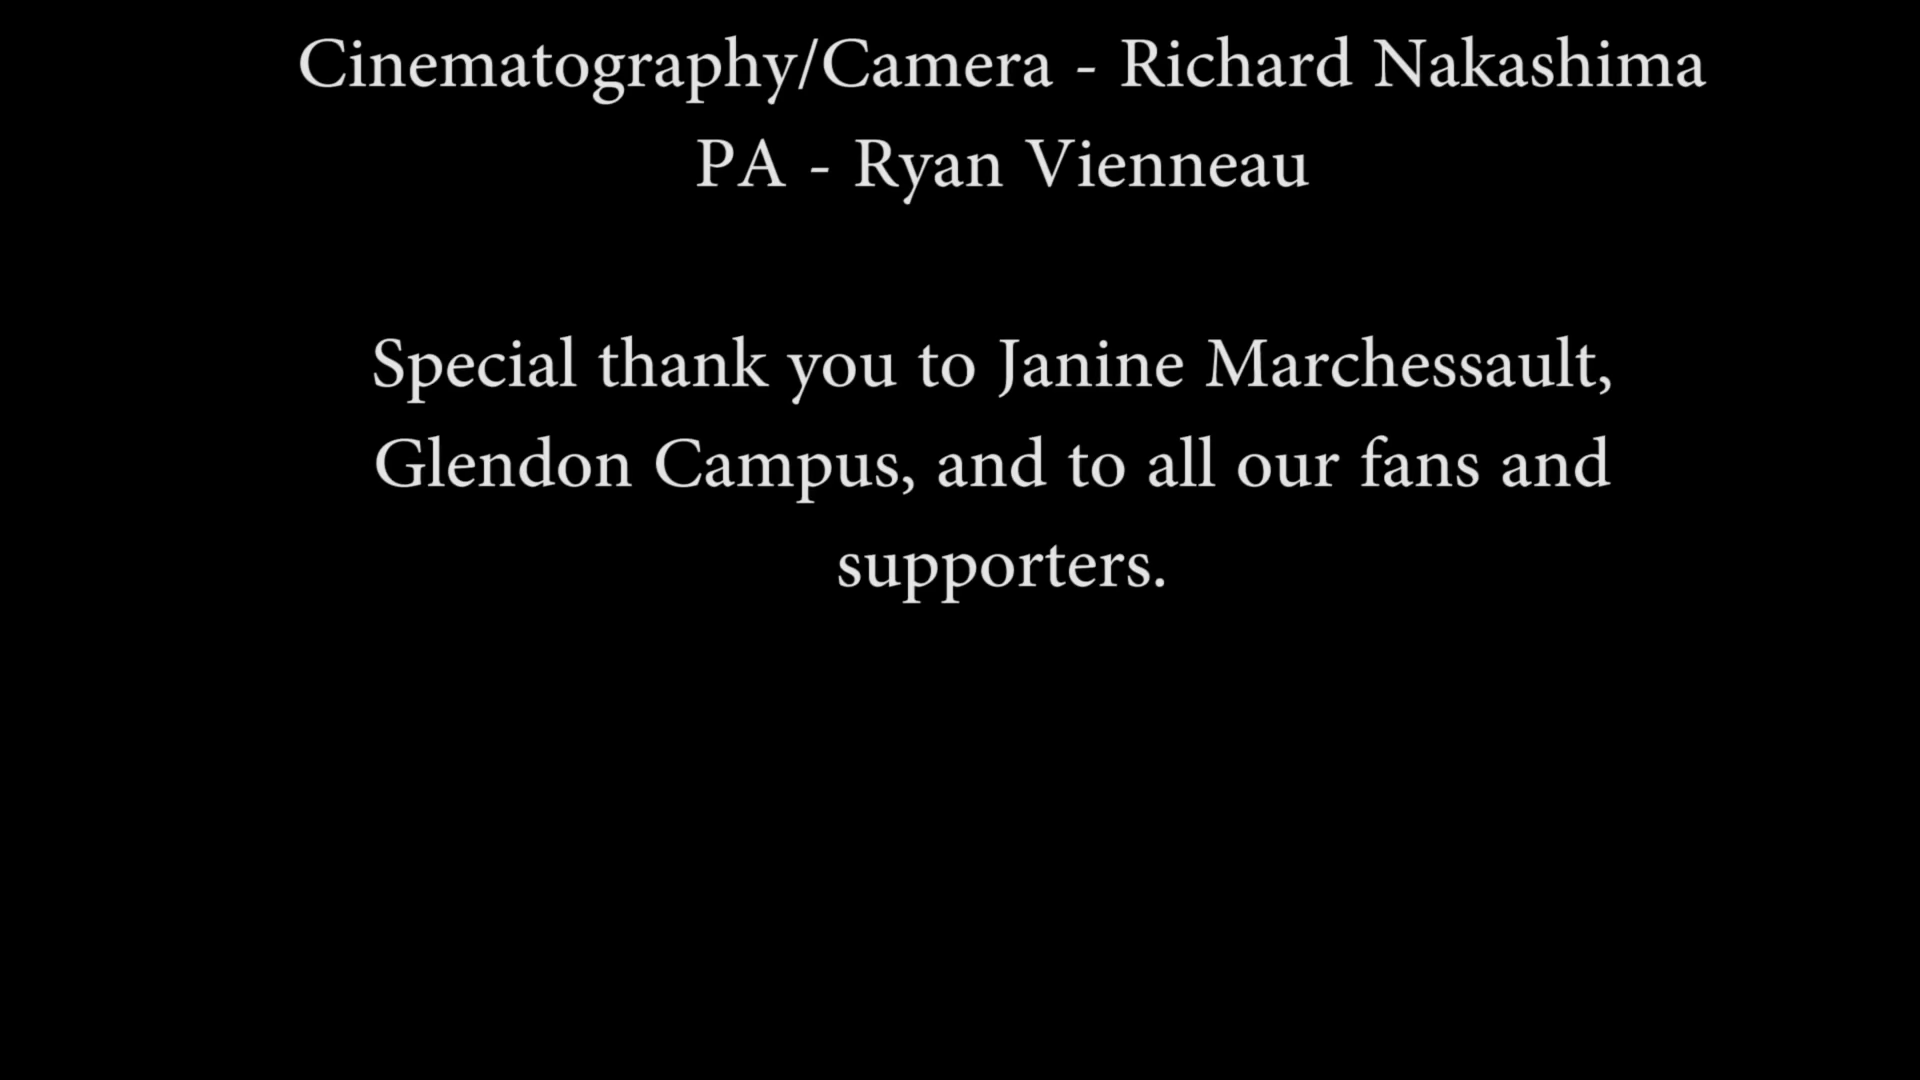 Cinematography/Camera - Richard Nakashima
PA - Ryan Vienneau
Special thank you to Janine Marchessault,
Glendon Campus, and to all our fans and
supporters.